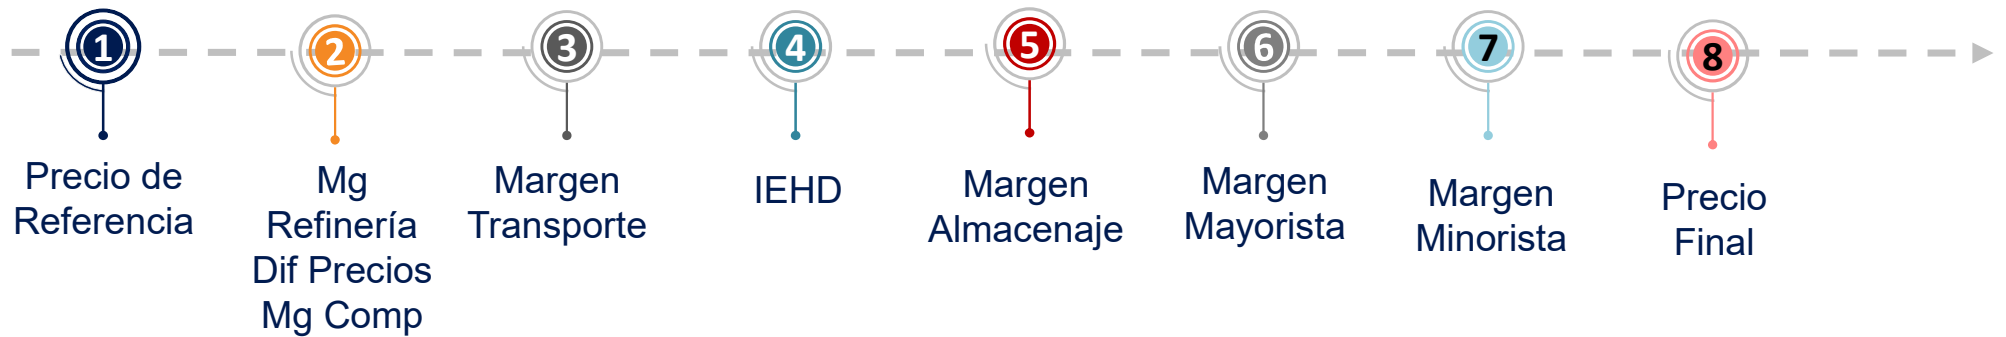 1
Precio de
Referencia
2
Mg
Refinería
Dif Precios
Mg Comp
3
Margen
Transporte
4
IEHD
5
Margen
Almacenaje
6
Margen
Mayorista
7
Margen
Minorista
8
Precio
Final